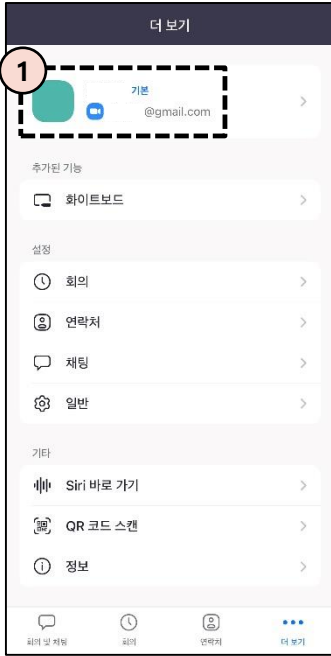 더 보기
1
기본
@gmail.com
추가된 기능
화이트보드
설정
회의
연락처
채팅
일반
기타
Siri 바로 가기
QR 코드 스캔
정보
회의 및 채팅
회의
연락처
더 보기